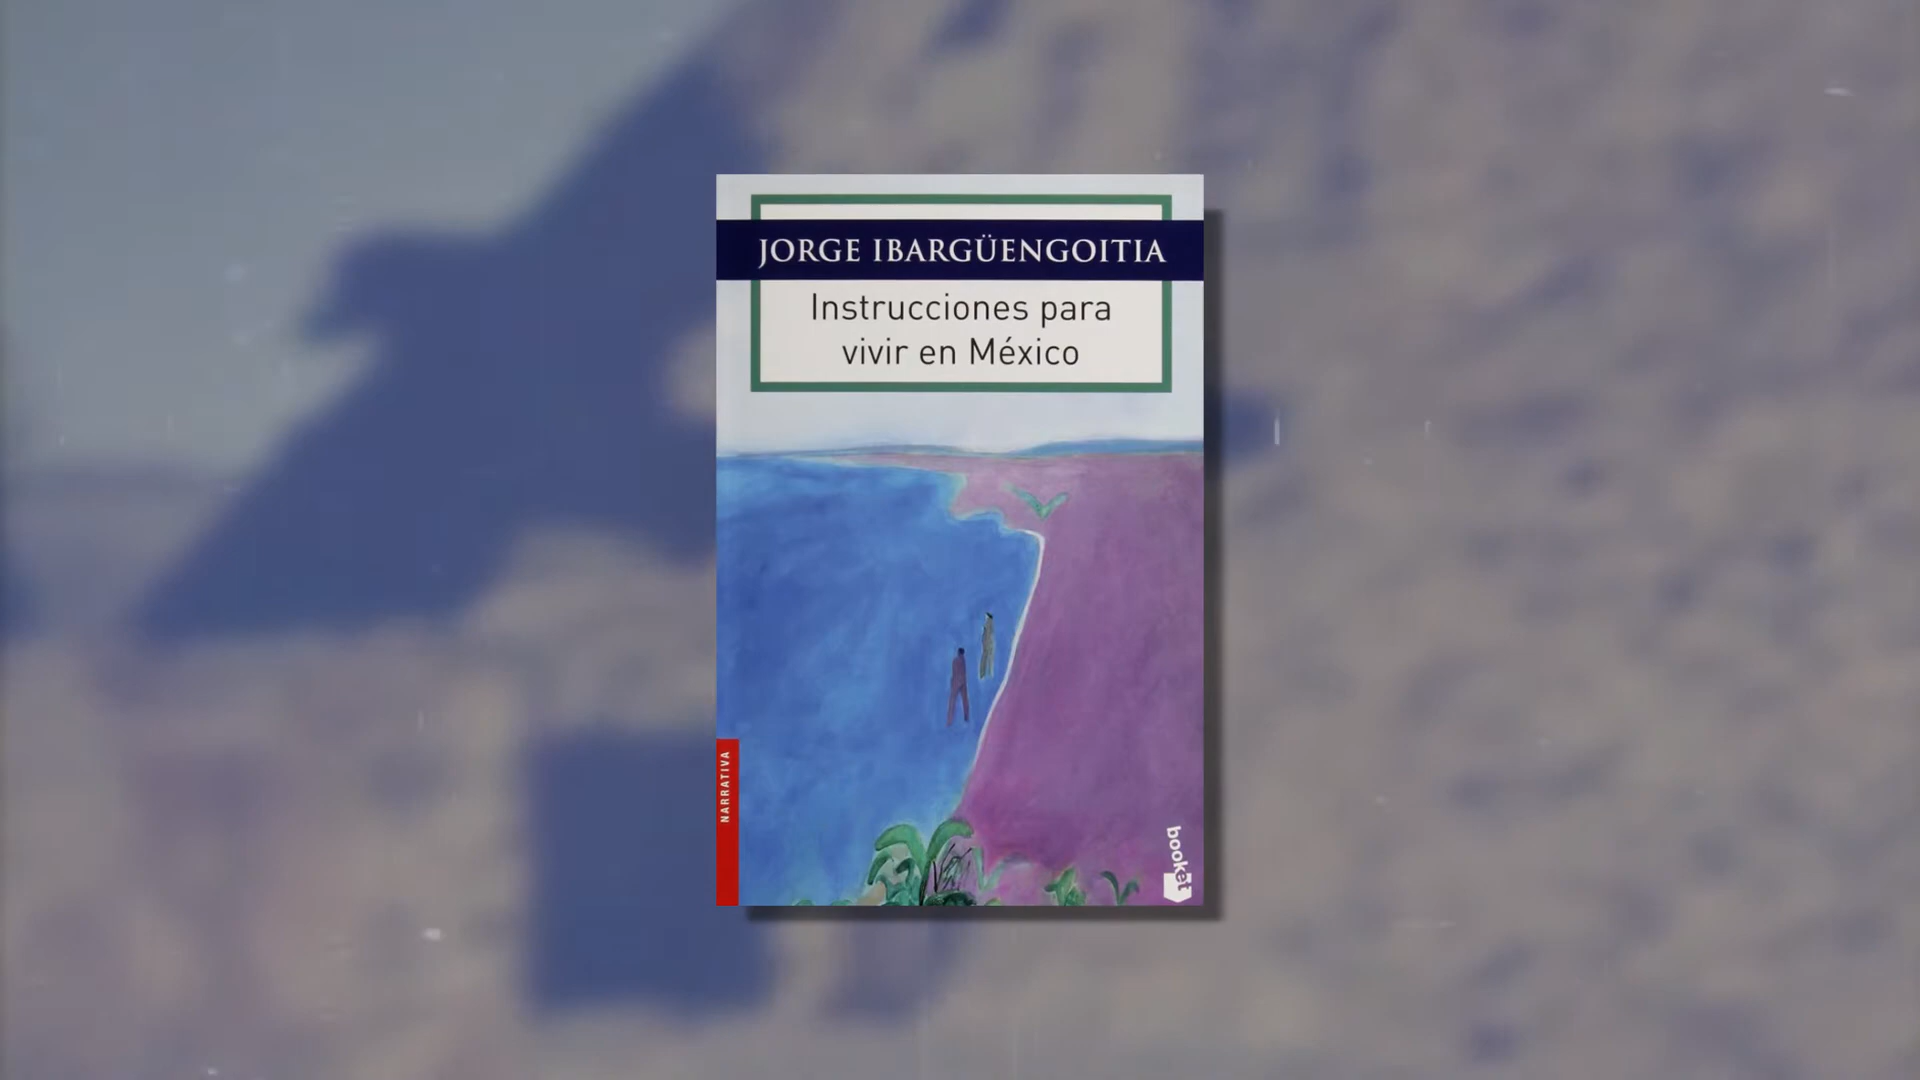 JORGE IBARGÜENGOITIA
Instrucciones para
vivir en México
NARRATIVA
booket